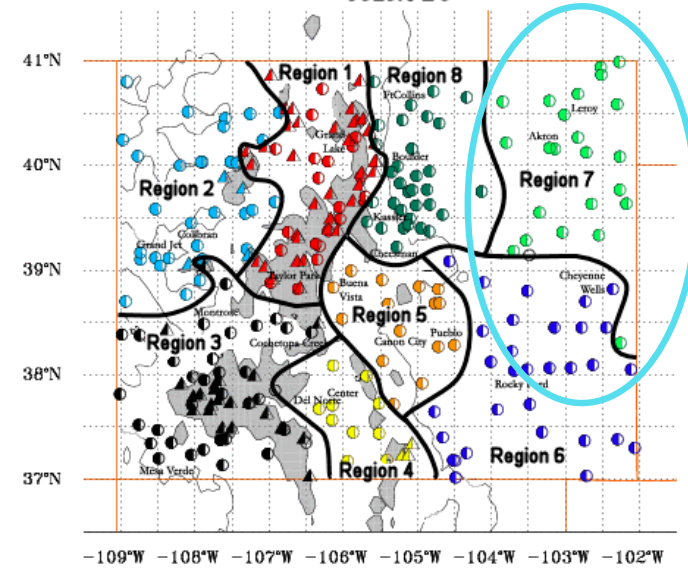 41°N
Region 1
Region 8
FtCollins
Grand
Lake
Leroy
Akron
40°N
Boulder
Region 2
Region 7
Kassler
Collbran
Grand Jct
Cheesman
39°N
Taylor Park
Buena
Vista
Cheyenne
Wells
Montrose
Region 5
Region 3
Cochetopa Creek
Canon City
Pueblo
38°N
Del Norte
Center
Rocky Ford
Mesa Verde
Region 4
Region 6
37°N
-109°W -108°W -107°W -106°W -105°W -104°W -103°W -102°W